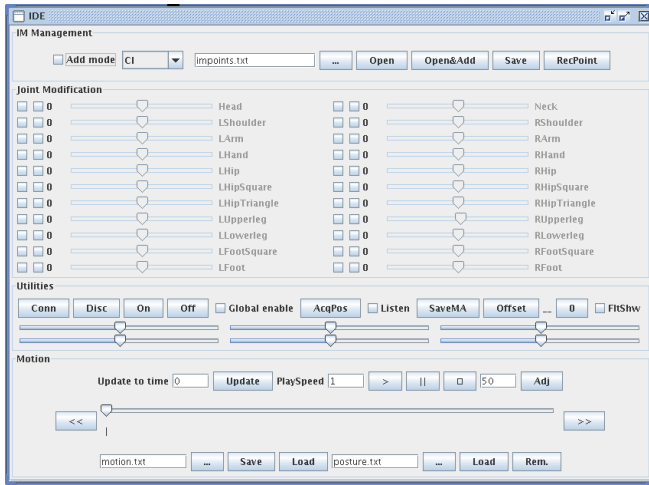 IDE
IM Management
Add mode CI impoints.txt ... Open Open&Add Save RecPoint
Joint Modification
0 Head 0 Neck
0 LShoulder 0 RShoulder
0 LArm 0 RArm
0 LHand 0 RHand
0 LHip 0 RHip
0 LHipSquare 0 RHipSquare
0 LHipTriangle 0 RHipTriangle
0 LUpperleg 0 RUpperleg
0 LLowerleg 0 RLowerleg
0 LFootSquare 0 RFootSquare
0 LFoot 0 RFoot
Utilities
Conn Disc On Off Global enable AcqPos Listen SaveMA Offset __ 0 FltShw
Motion
Update to time 0 Update PlaySpeed 1 > || □ 50 Adj
<< >>
motion.txt ... Save Load posture.txt ... Load Rem.